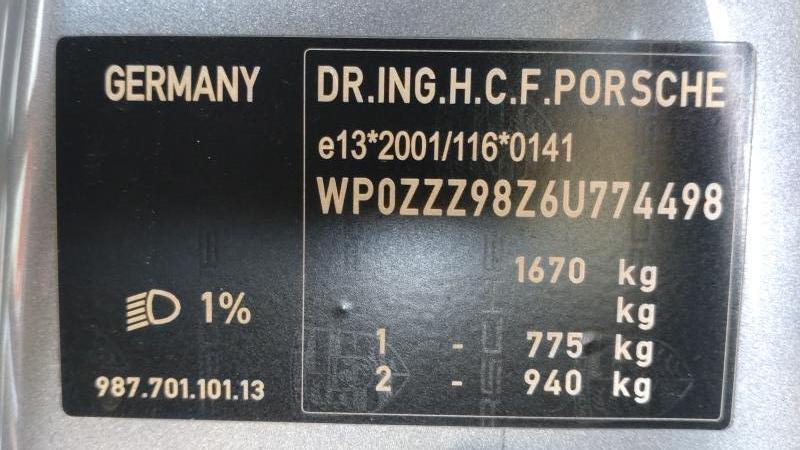 GERMANY
DR.ING.H.C.F.PORSCHE
e13*2001/116*0141
WP0ZZZ98Z6U774498
1670 kg
kg
1% 
1 - 775 kg
2 - 940 kg
987.701.101.13